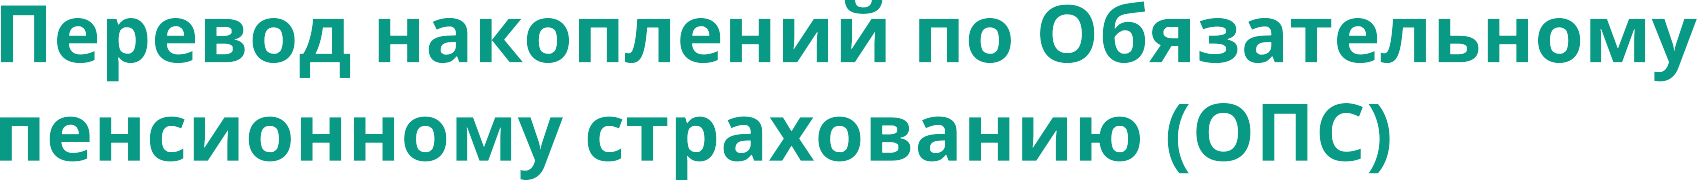 Перевод накоплений по Обязательному
пенсионному страхованию (ОПС)